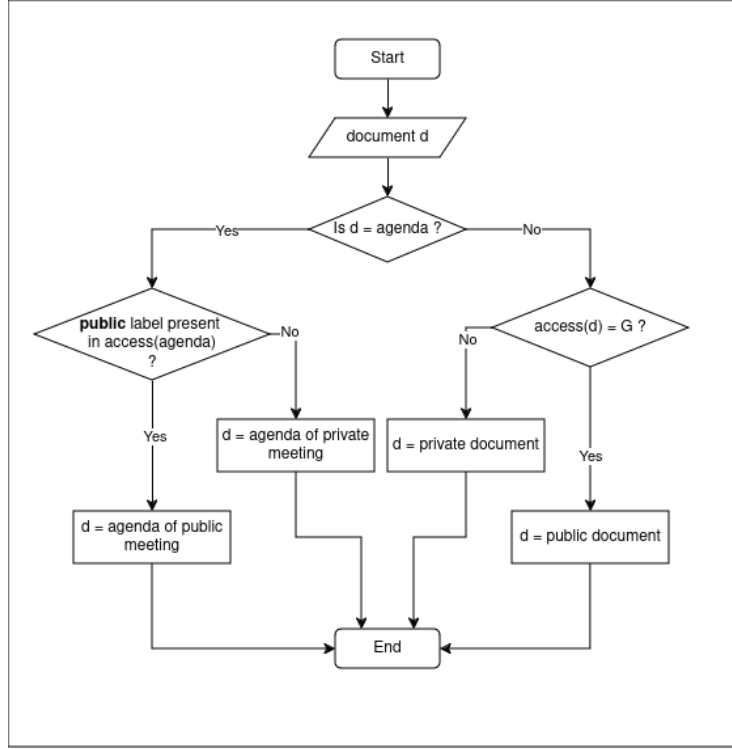 Start
document d
Is d = agenda ?
Yes
No
public label present
in access(agenda)
?
No
Yes
d = agenda of private
meeting
d = agenda of public
meeting
access(d) = G ?
No
Yes
d = private document
d = public document
End